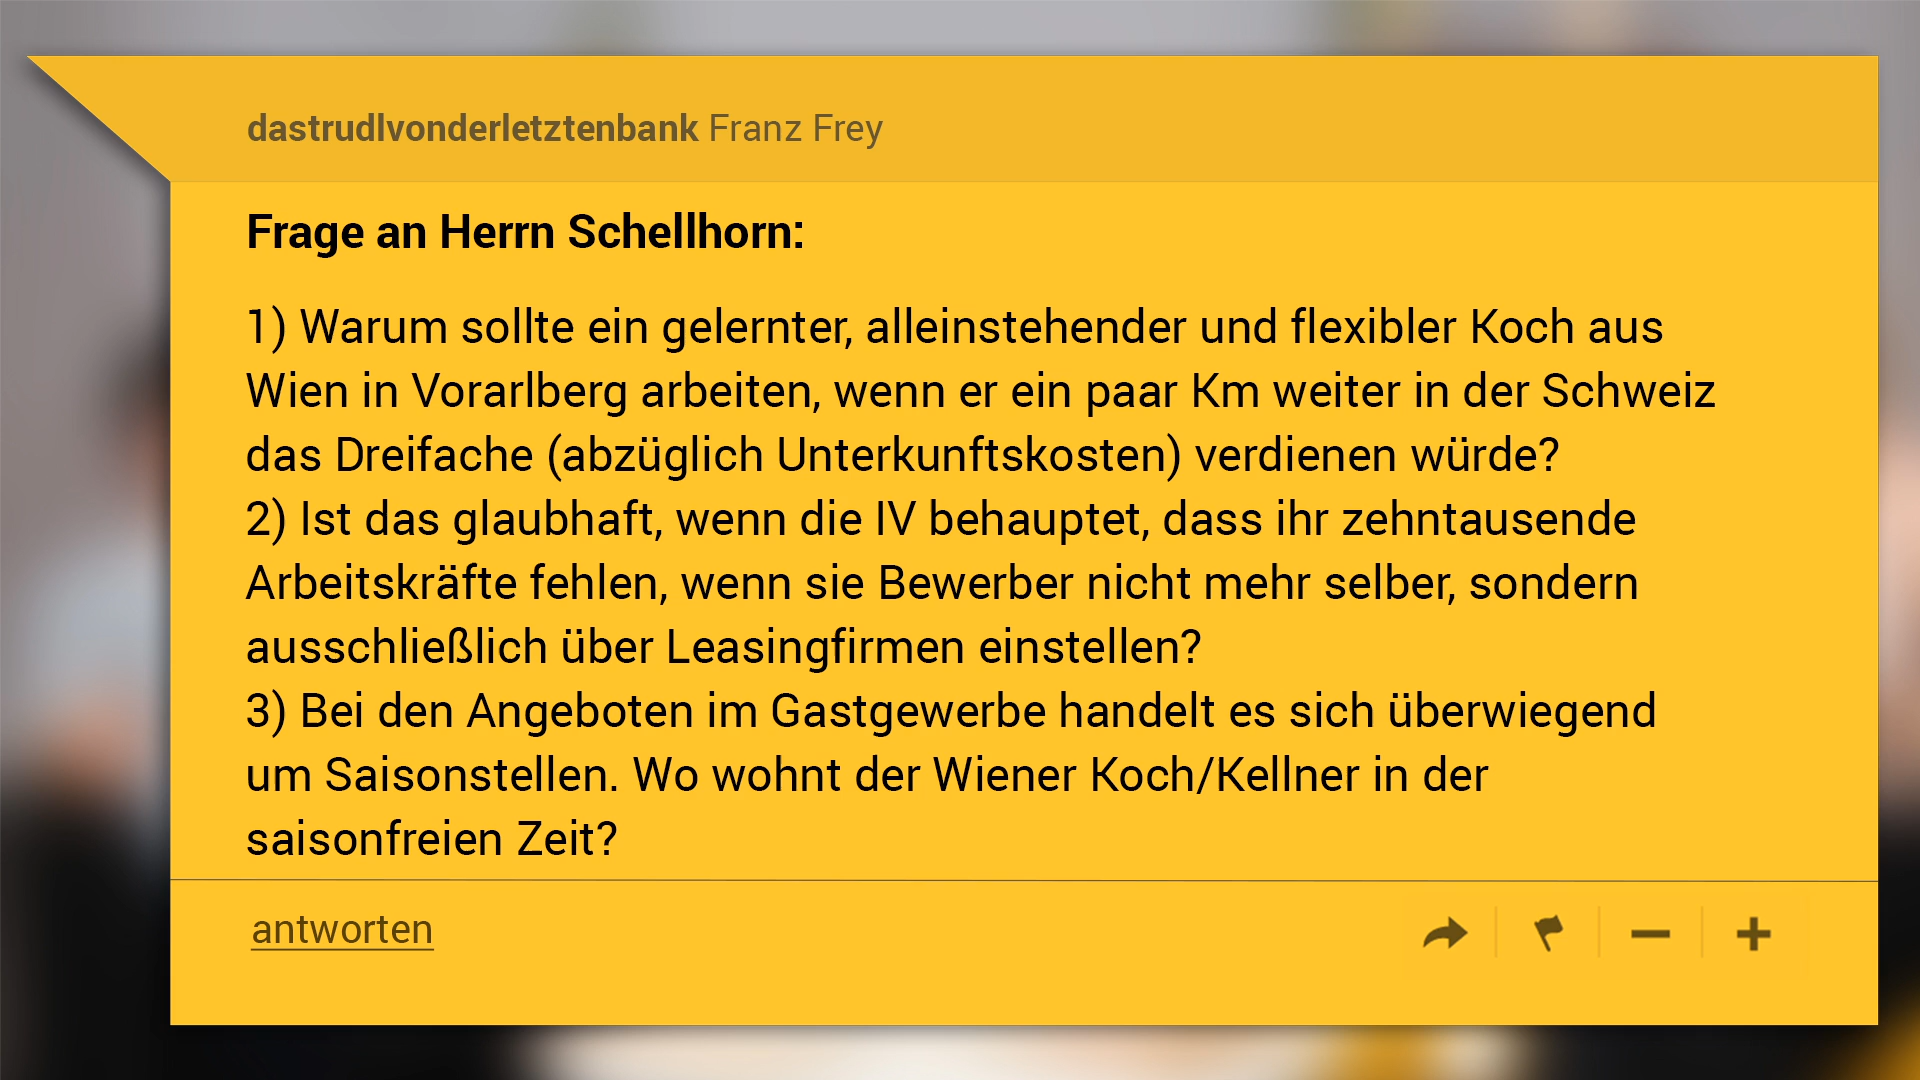 dastrudlvonderletztenbank Franz Frey
Frage an Herrn Schellhorn:
1) Warum sollte ein gelernter, alleinstehender und flexibler Koch aus
Wien in Vorarlberg arbeiten, wenn er ein paar Km weiter in der Schweiz
das Dreifache (abzüglich Unterkunftskosten) verdienen würde?
2) Ist das glaubhaft, wenn die IV behauptet, dass ihr zehntausende
Arbeitskräfte fehlen, wenn sie Bewerber nicht mehr selber, sondern
ausschließlich über Leasingfirmen einstellen?
3) Bei den Angeboten im Gastgewerbe handelt es sich überwiegend
um Saisonstellen. Wo wohnt der Wiener Koch/Kellner in der
saisonfreien Zeit?
antworten